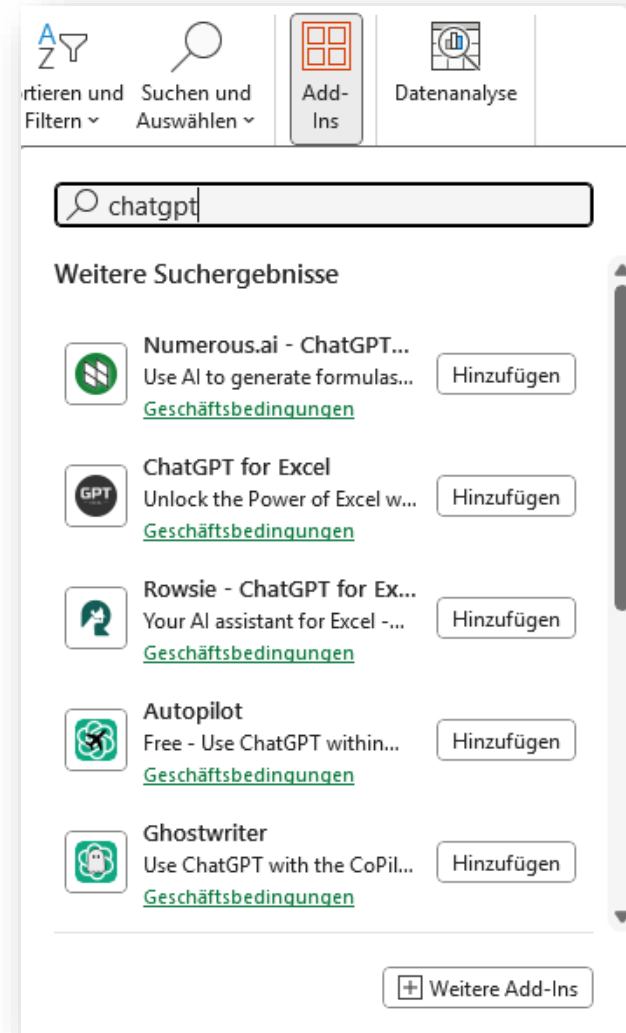 A
Z
rtieren und
Filtern
Suchen und
Auswählen
Add-
Ins
Datenanalyse
chatgpt
Weitere Suchergebnisse
Numerous.ai - ChatGPT...
Use AI to generate formulas...
Geschäftsbedingungen
Hinzufügen
GPT
ChatGPT for Excel
Unlock the Power of Excel w...
Geschäftsbedingungen
Hinzufügen
Rowsie - ChatGPT for Ex...
Your AI assistant for Excel -...
Geschäftsbedingungen
Hinzufügen
Autopilot
Free - Use ChatGPT within...
Geschäftsbedingungen
Hinzufügen
Ghostwriter
Use ChatGPT with the CoPil...
Geschäftsbedingungen
Hinzufügen
Weitere Add-Ins